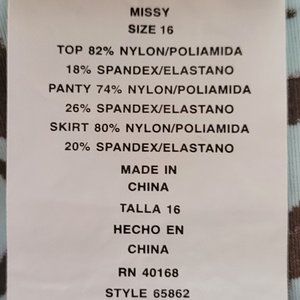 MISSY
SIZE 16
TOP 82% NYLON/POLIAMIDA
18% SPANDEX/ELASTANO
PANTY 74% NYLON/POLIAMIDA
26% SPANDEX/ELASTANO
SKIRT 80% NYLON/POLIAMIDA
20% SPANDEX/ELASTANO
MADE IN
CHINA
TALLA 16
HECHO EN
CHINA
RN 40168
STYLE 65862